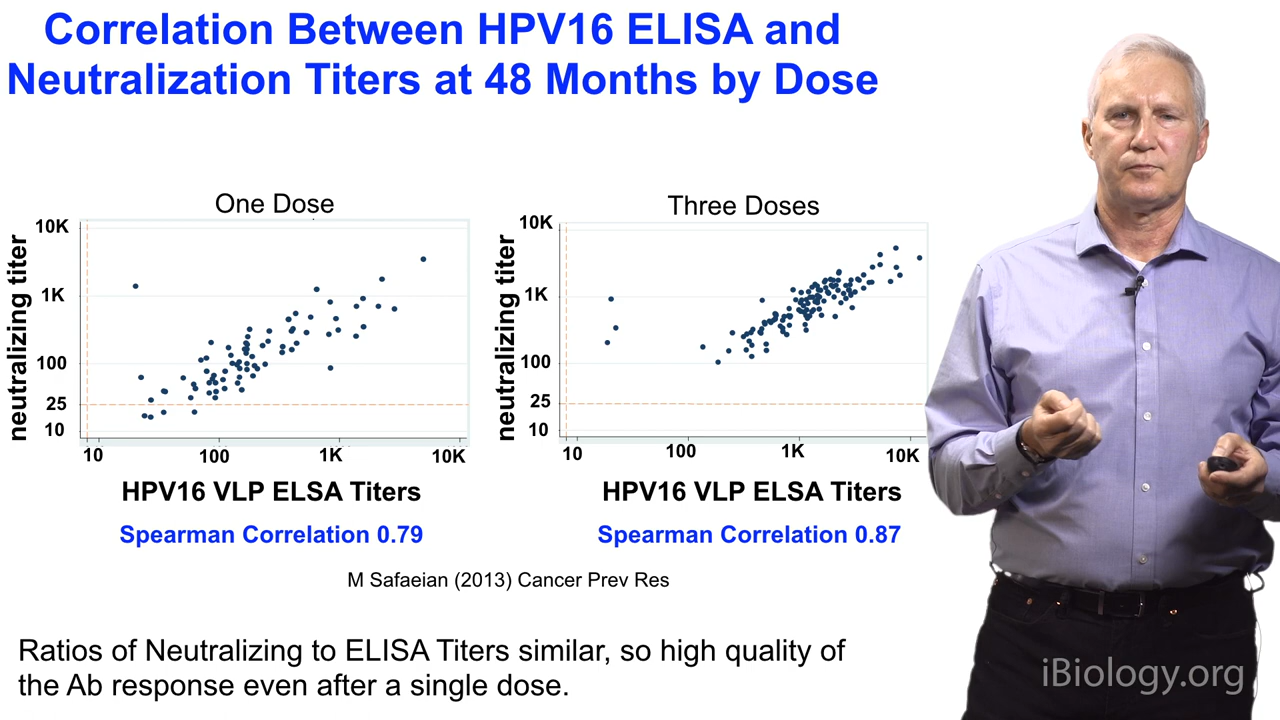 Correlation Between HPV16 ELISA and
Neutralization Titers at 48 Months by Dose
One Dose
neutralizing titer
10K
1K
100
25
10
10
100
1K
10K
HPV16 VLP ELSA Titers
Spearman Correlation 0.79
Three Doses
neutralizing titer
10K
1K
100
25
10
10
100
1K
10K
HPV16 VLP ELSA Titers
Spearman Correlation 0.87
M Safaeian (2013) Cancer Prev Res
Ratios of Neutralizing to ELISA Titers similar, so high quality of
the Ab response even after a single dose.
iBiology.org